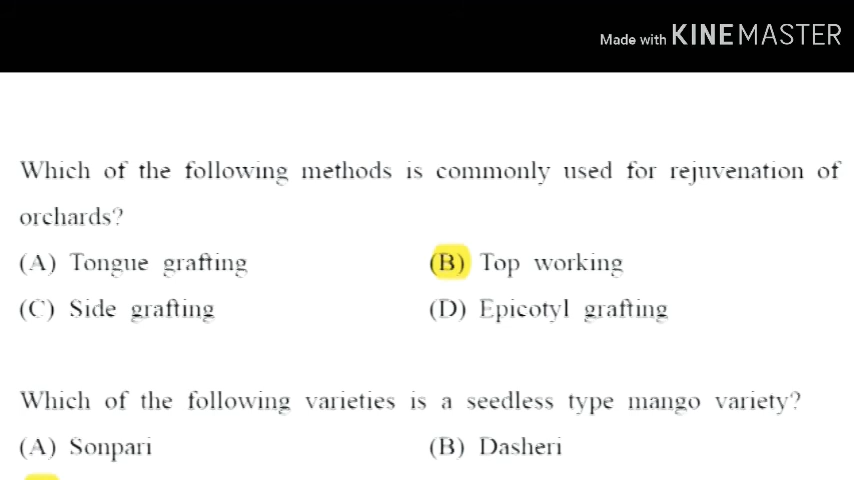 Made with KINEMASTER
Which of the following methods is commonly used for rejuvenation of
orchards?
(A) Tongue grafting (B) Top working
(C) Side grafting (D) Epicotyl grafting
Which of the following varieties is a seedless type mango variety?
(A) Sonpari (B) Dasheri